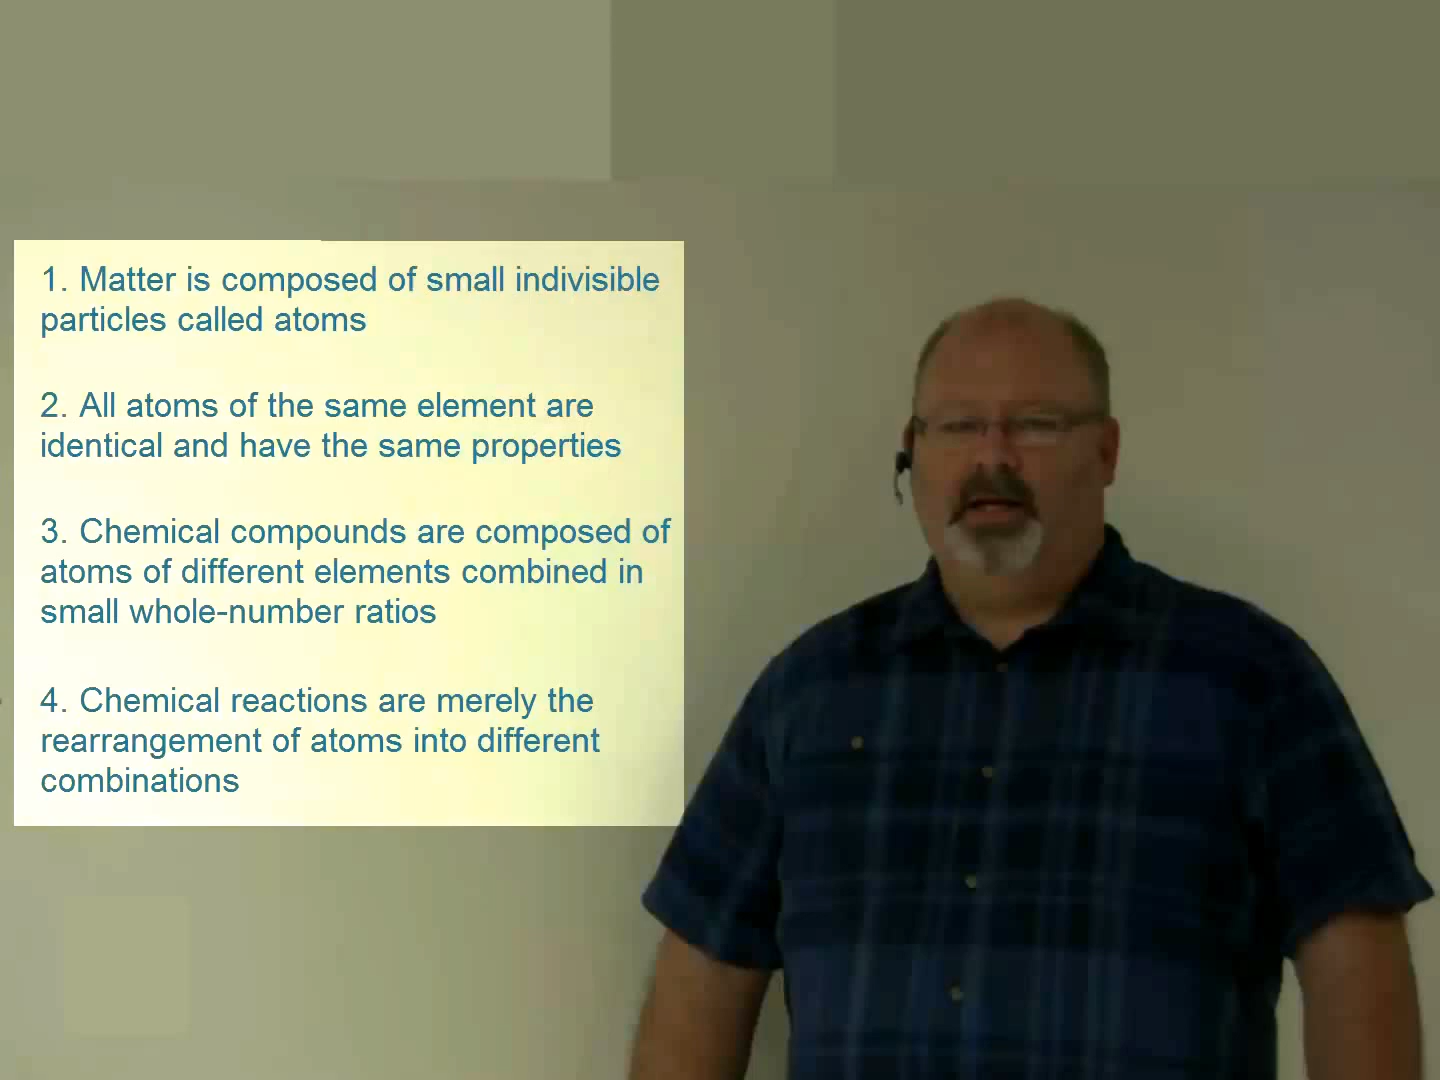 1. Matter is composed of small indivisible
particles called atoms
2. All atoms of the same element are
identical and have the same properties
3. Chemical compounds are composed of
atoms of different elements combined in
small whole-number ratios
4. Chemical reactions are merely the
rearrangement of atoms into different
combinations